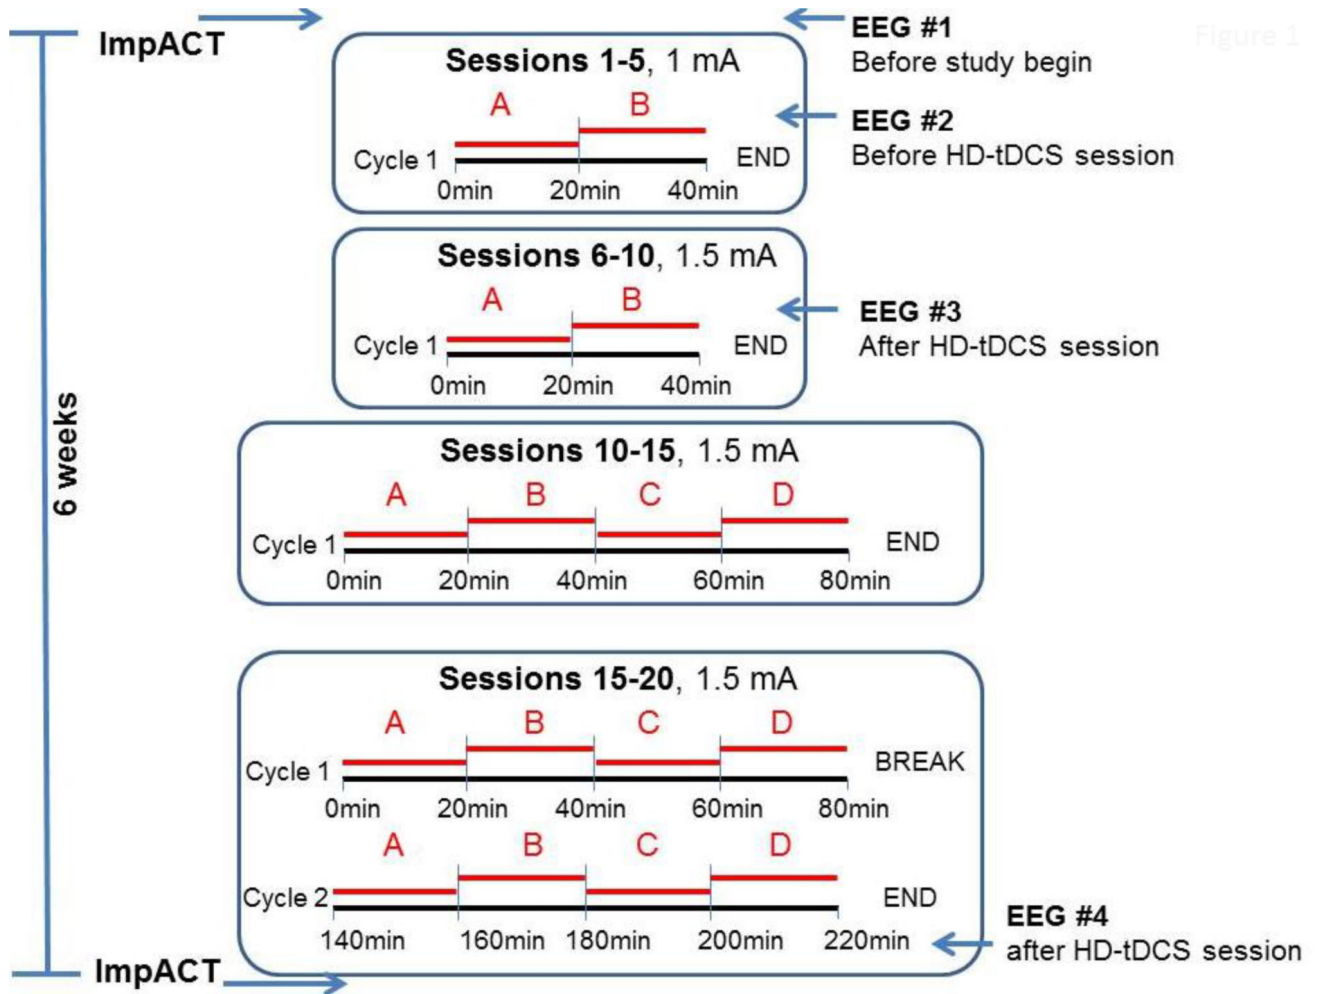 Figure 1
ImpACT
EEG #1
Before study begin
Sessions 1-5, 1 mA
A B
EEG #2
Before HD-tDCS session
Cycle 1 END
0min 20min 40min
Sessions 6-10, 1.5 mA
A B
EEG #3
After HD-tDCS session
Cycle 1 END
0min 20min 40min
6 weeks
Sessions 10-15, 1.5 mA
A B C D
Cycle 1 END
0min 20min 40min 60min 80min
Sessions 15-20, 1.5 mA
A B C D
Cycle 1 BREAK
0min 20min 40min 60min 80min
A B C D
Cycle 2 END
140min 160min 180min 200min 220min
EEG #4
after HD-tDCS session
ImpACT